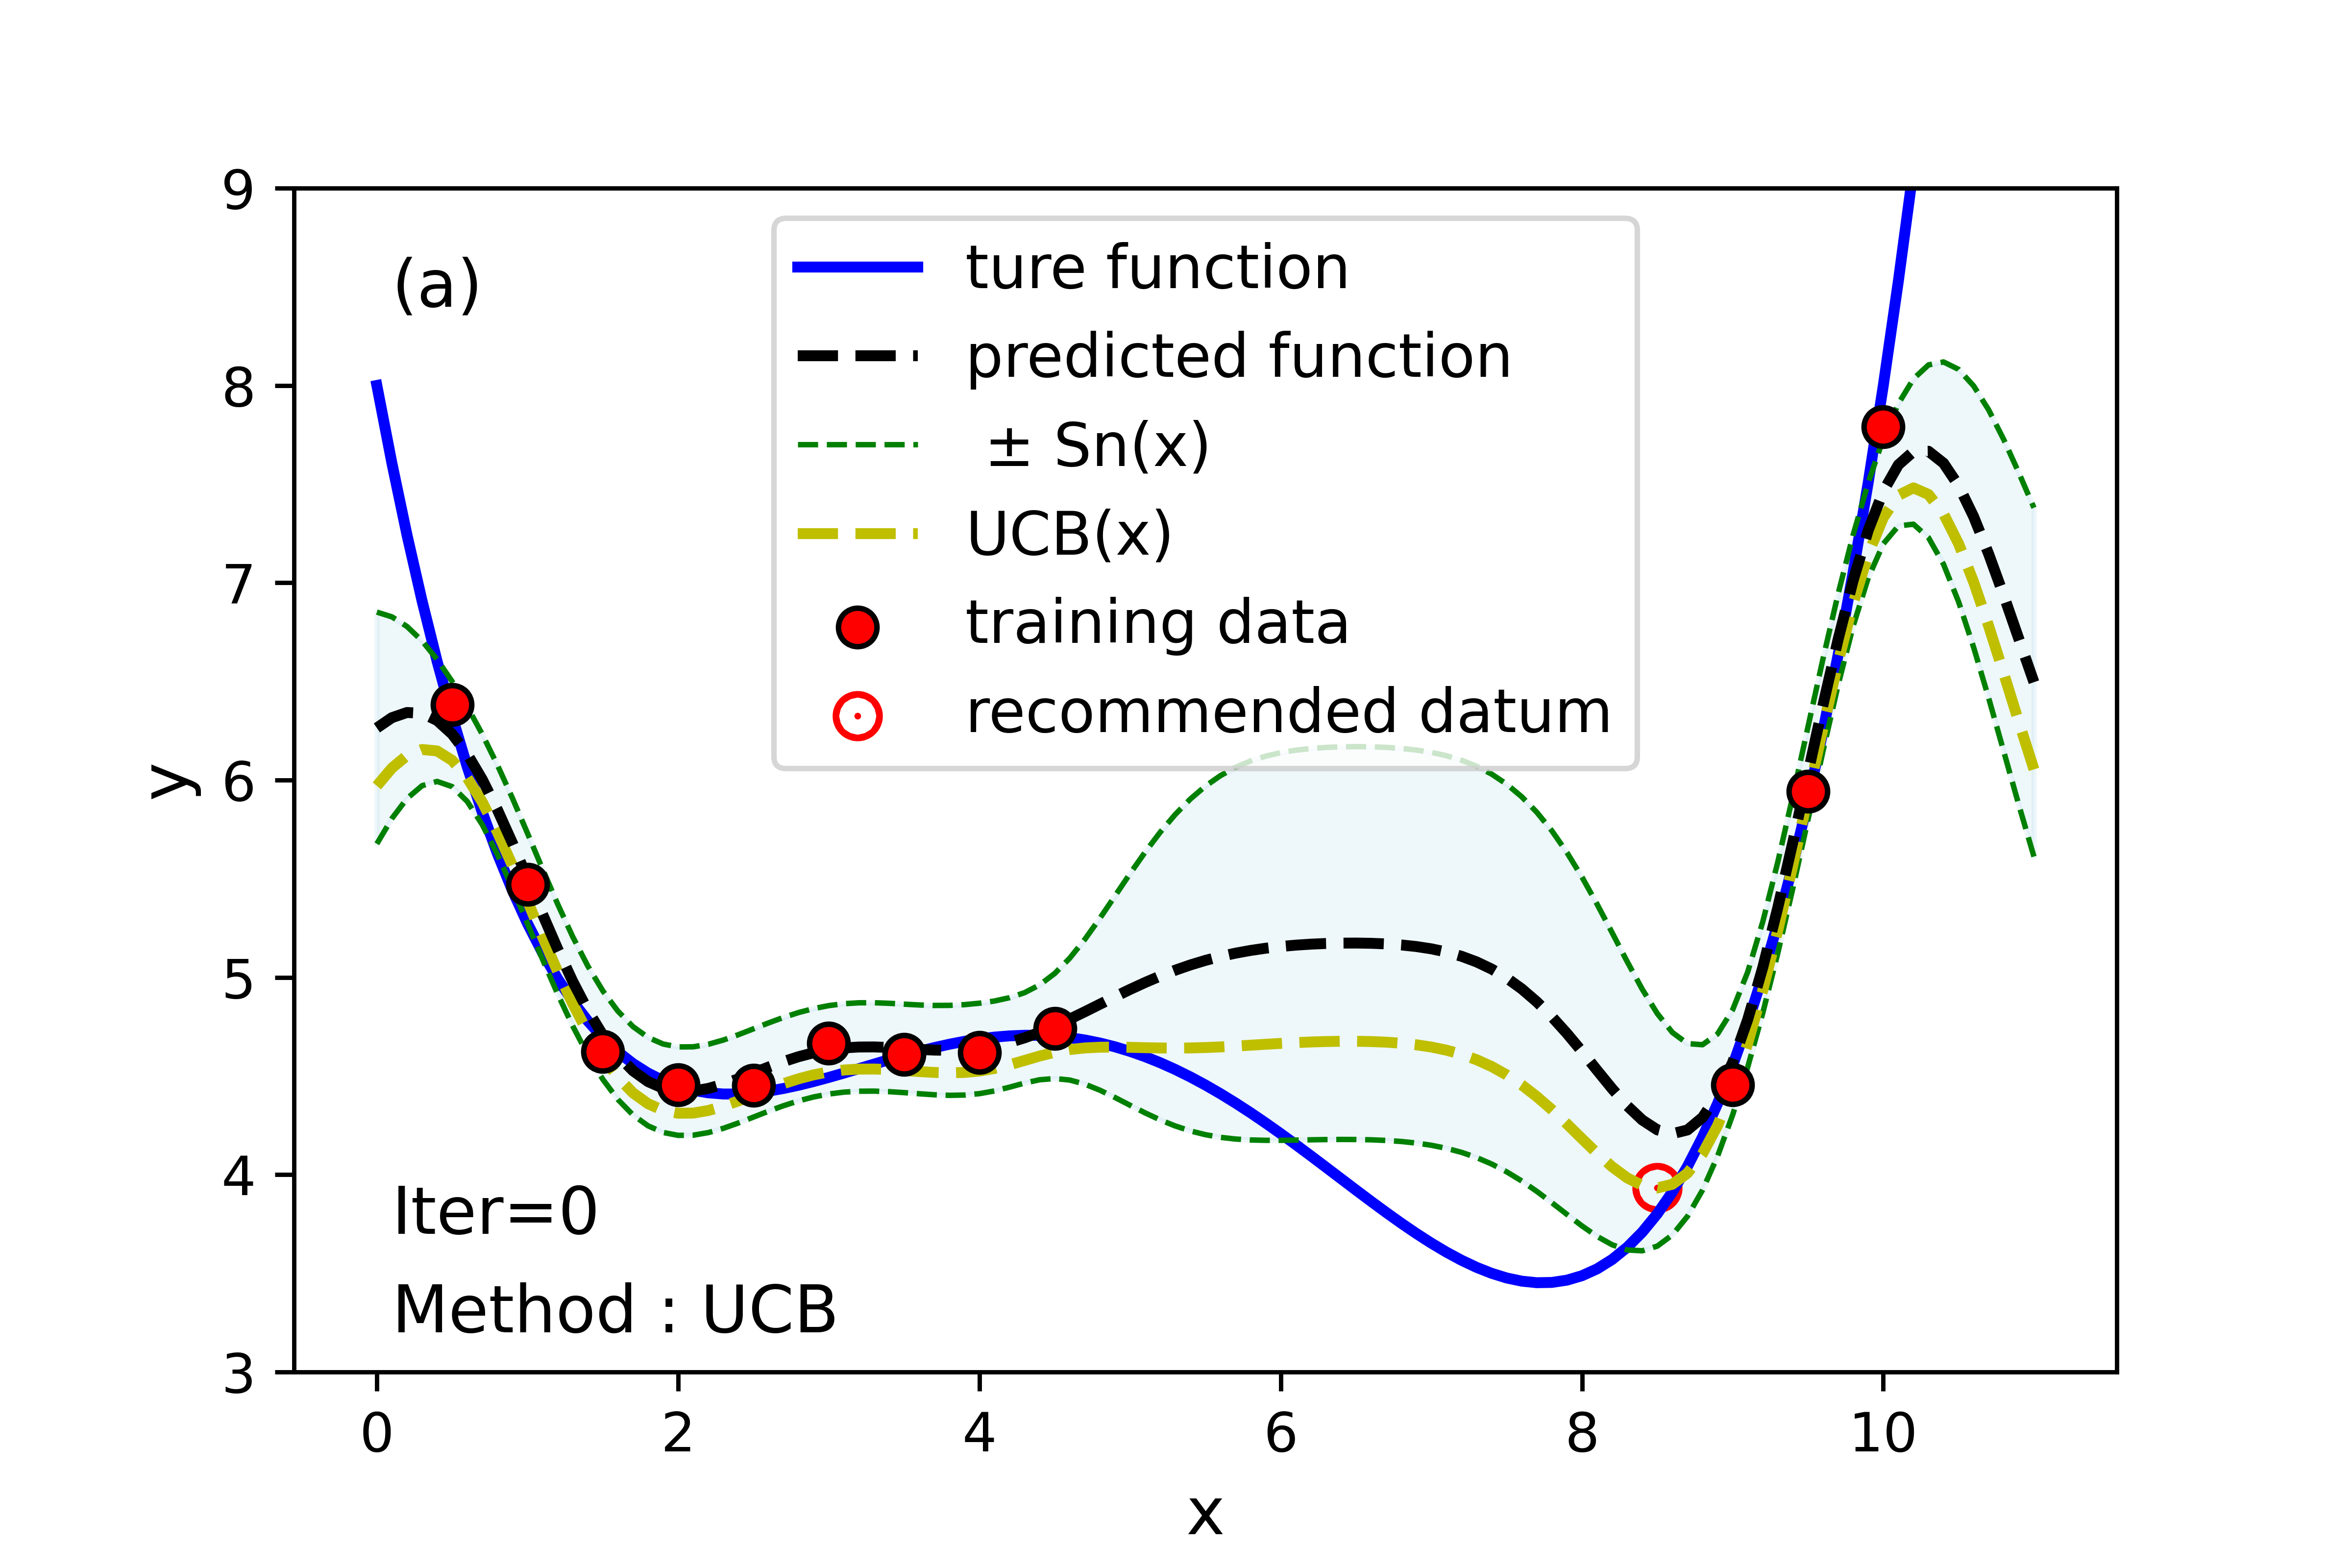 (a)
ture function
predicted function
± Sn(x)
UCB(x)
training data
recommended datum
Iter=0
Method : UCB
y
9
8
7
6
5
4
3
0 2 4 6 8 10
x